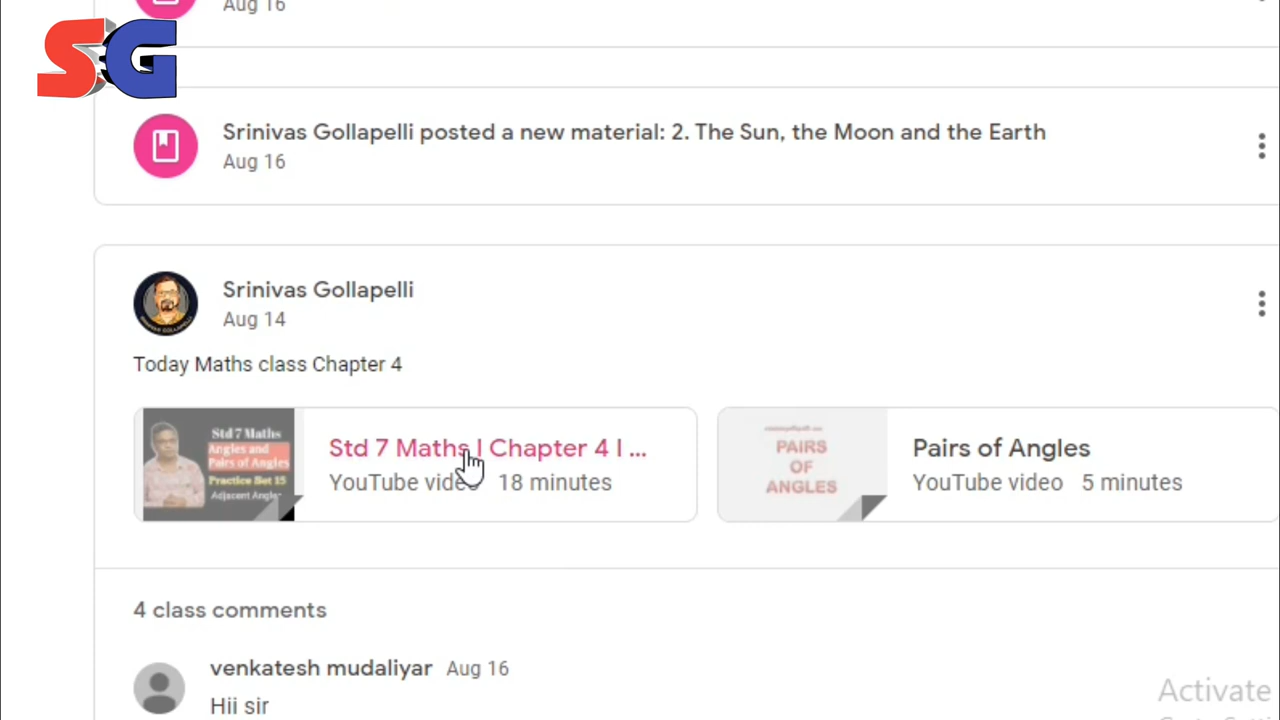 Aug 16
SG
Srinivas Gollapelli posted a new material: 2. The Sun, the Moon and the Earth
Aug 16
Srinivas Gollapelli
Aug 14
Today Maths class Chapter 4
Std 7 Maths
Angles and
Pairs of Angles
Practice Set 15
Adjacent Angle
Std 7 Maths I Chapter 4 I ...
YouTube video 18 minutes
PAIRS
OF
ANGLES
Pairs of Angles
YouTube video 5 minutes
4 class comments
venkatesh mudaliyar Aug 16
Hii sir
Activate